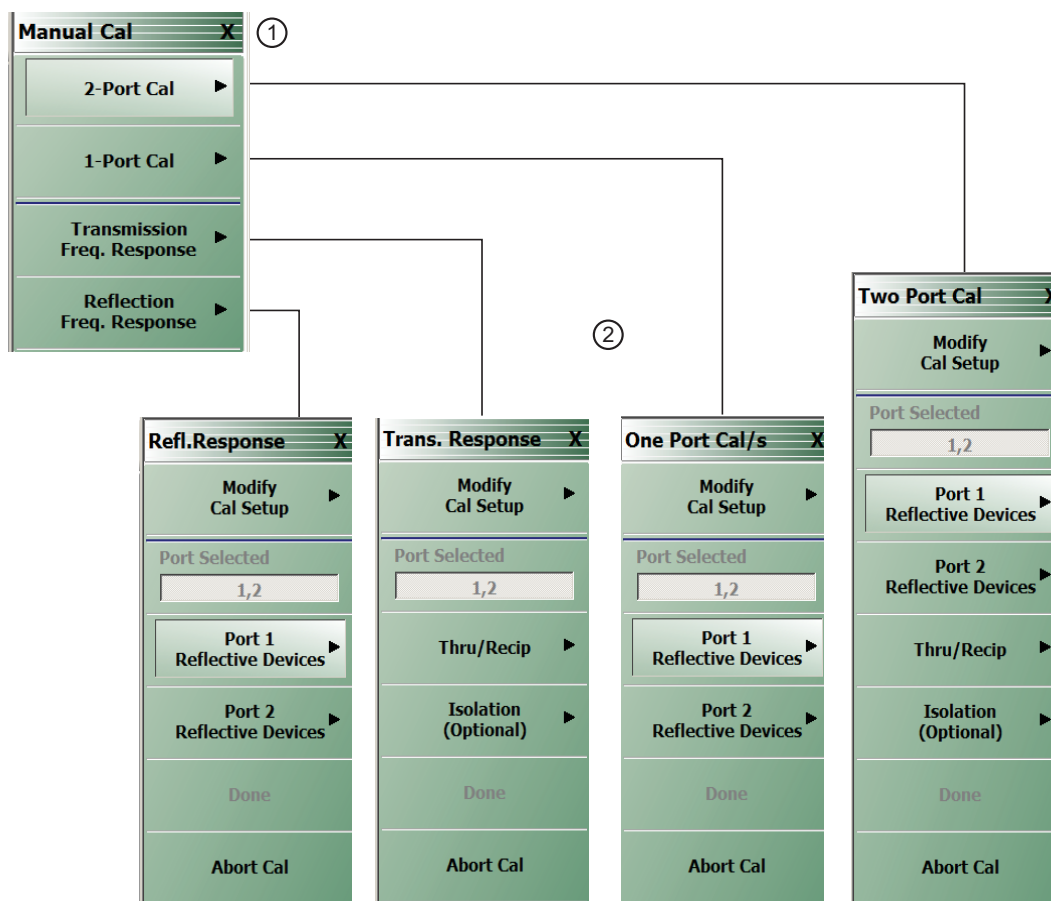 Manual Cal X
1
2-Port Cal
1-Port Cal
Transmission
Freq. Response
Reflection
Freq. Response
2
Refl.Response X
Modify
Cal Setup
Port Selected
1,2
Port 1
Reflective Devices
Port 2
Reflective Devices
Done
Abort Cal
Trans. Response X
Modify
Cal Setup
Port Selected
1,2
Thru/Recip
Isolation
(Optional)
Done
Abort Cal
One Port Cal/s X
Modify
Cal Setup
Port Selected
1,2
Port 1
Reflective Devices
Port 2
Reflective Devices
Done
Abort Cal
Two Port Cal X
Modify
Cal Setup
Port Selected
1,2
Port 1
Reflective Devices
Port 2
Reflective Devices
Thru/Recip
Isolation
(Optional)
Done
Abort Cal